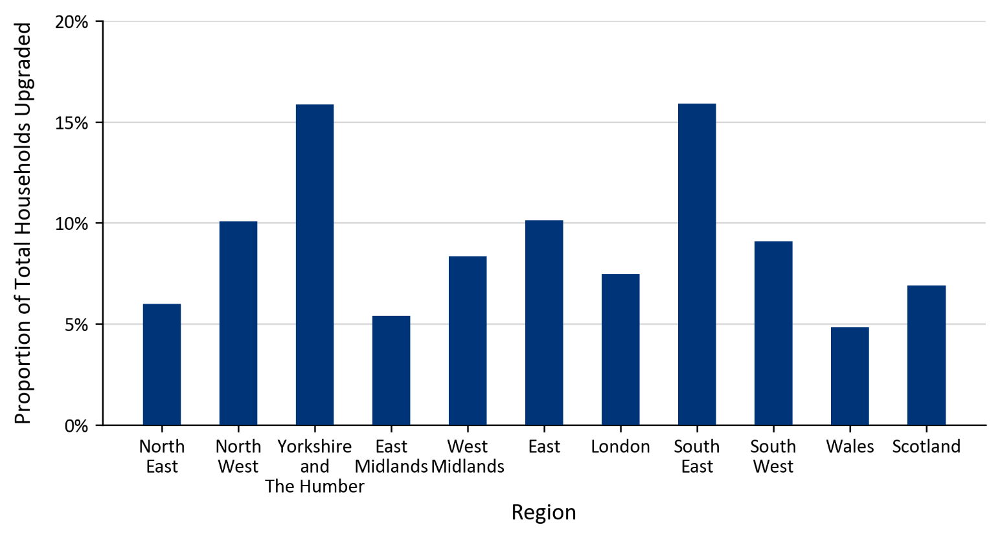 Proportion of Total Households Upgraded
20%
15%
10%
5%
0%
North
East
North
West
Yorkshire
and
The Humber
East
Midlands
West
Midlands
East
London
South
East
South
West
Wales
Scotland
Region